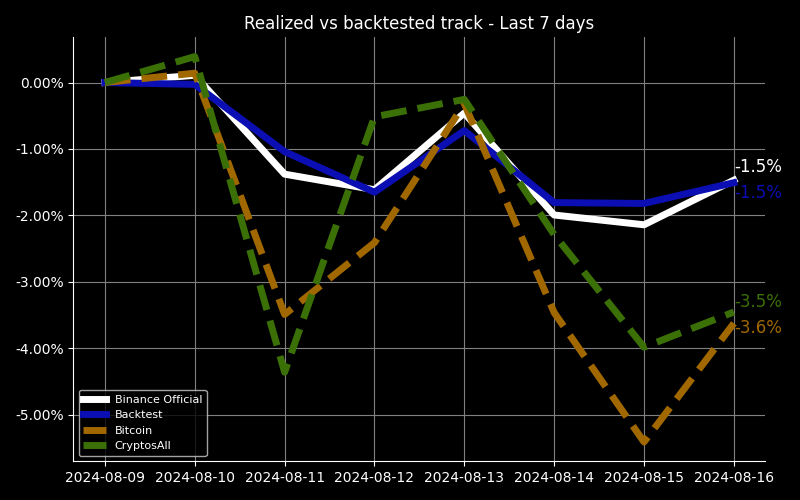 Realized vs backtested track - Last 7 days
0.00%
-1.00%
-2.00%
-3.00%
-4.00%
-5.00%
-1.5%
-1.5%
-3.5%
-3.6%
Binance Official
Backtest
Bitcoin
CryptosAll
2024-08-09 2024-08-10 2024-08-11 2024-08-12 2024-08-13 2024-08-14 2024-08-15 2024-08-16